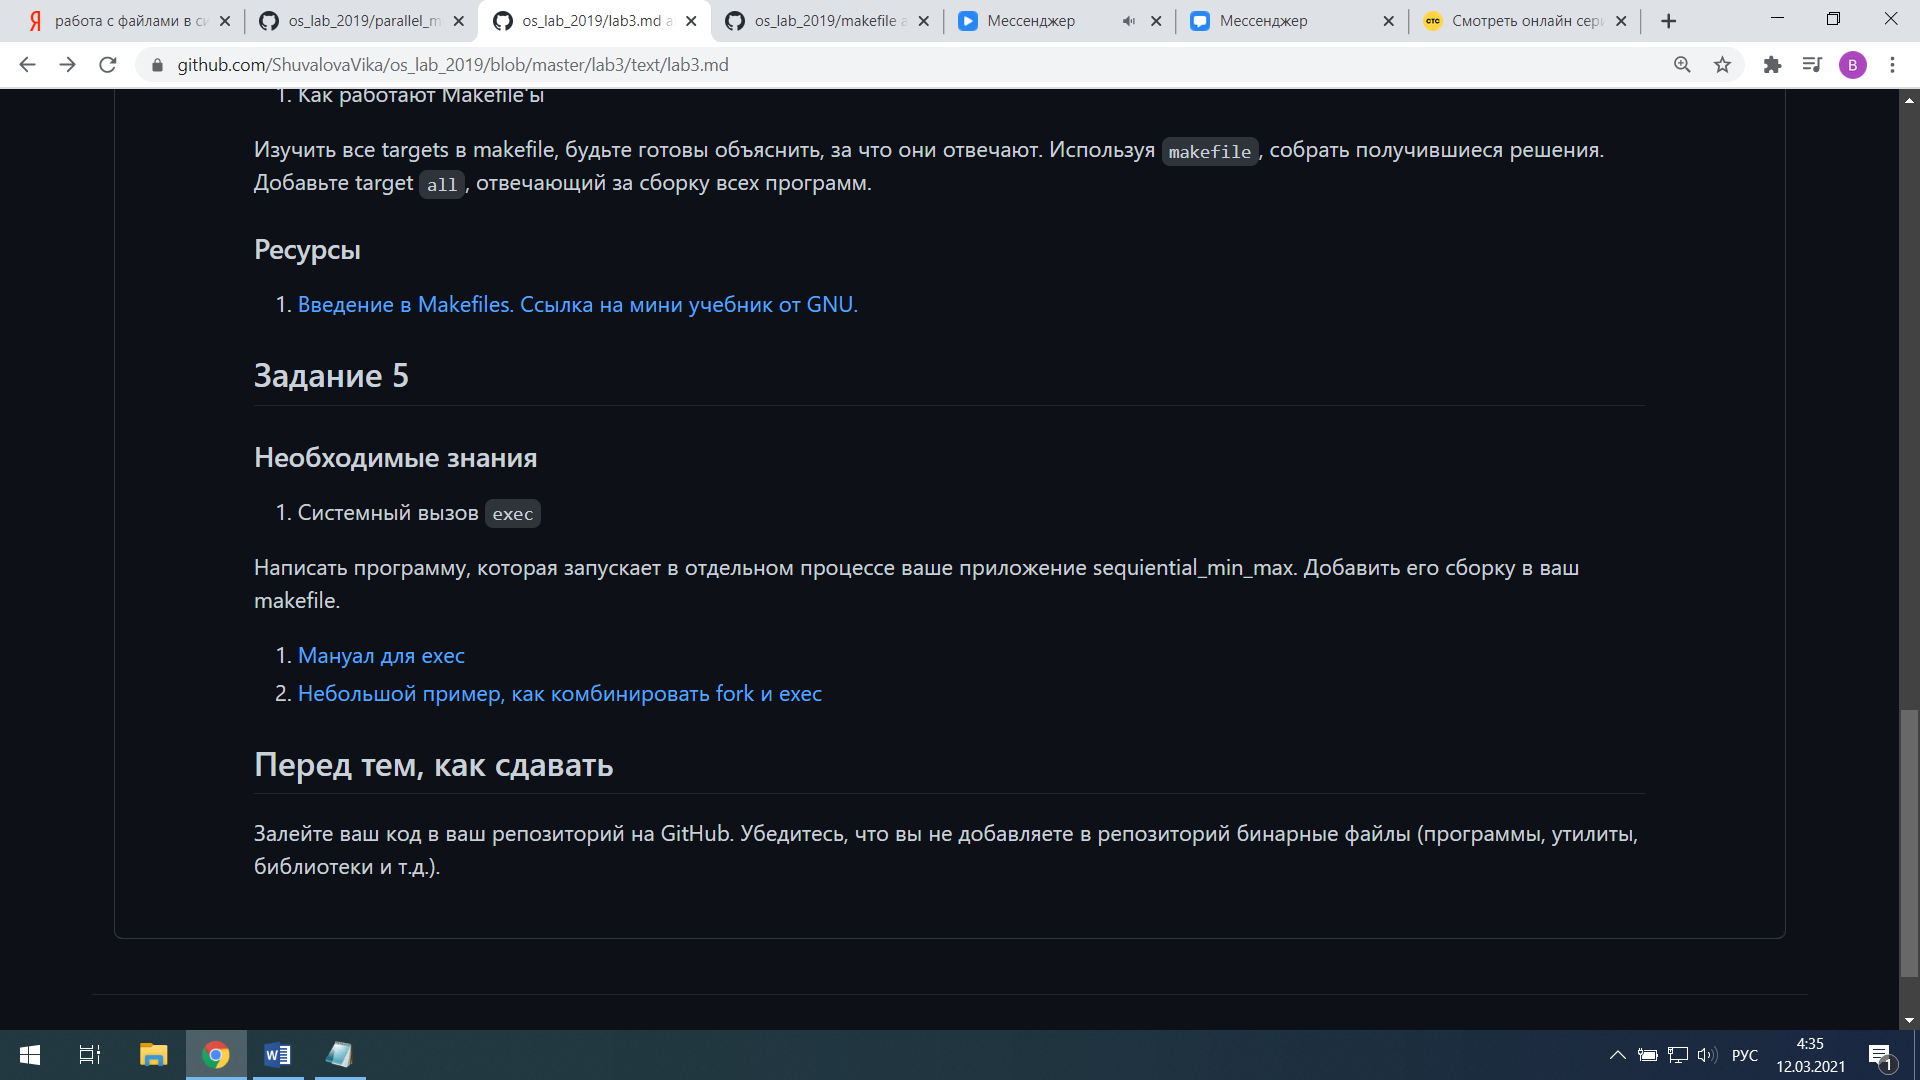 работа с файлами в си
os_lab_2019/parallel_m
os_lab_2019/lab3.md а
os_lab_2019/makefile а
Мессенджер
Мессенджер
Смотреть онлайн сери
github.com/ShuvalovaVika/os_lab_2019/blob/master/lab3/text/lab3.md
B
1. Как работают Makefile'ы
Изучить все targets в makefile, будьте готовы объяснить, за что они отвечают. Используя makefile, собрать получившиеся решения.
Добавьте target all, отвечающий за сборку всех программ.
Ресурсы
1. Введение в Makefiles. Ссылка на мини учебник от GNU.
Задание 5
Необходимые знания
1. Системный вызов exec
Написать программу, которая запускает в отдельном процессе ваше приложение sequiential_min_max. Добавить его сборку в ваш
makefile.
1. Мануал для exec
2. Небольшой пример, как комбинировать fork и exec
Перед тем, как сдавать
Залейте ваш код в ваш репозиторий на GitHub. Убедитесь, что вы не добавляете в репозиторий бинарные файлы (программы, утилиты,
библиотеки и т.д.).
РУС
4:35
12.03.2021
1